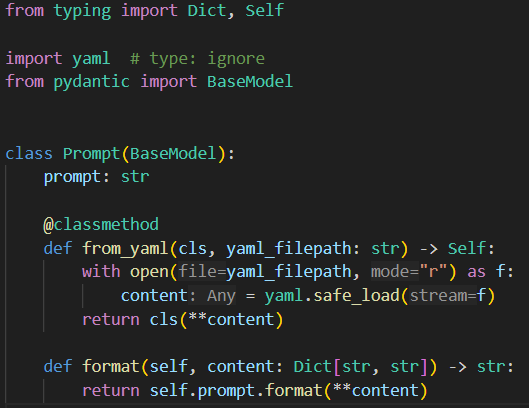 from typing import Dict, Self
import yaml  # type: ignore
from pydantic import BaseModel
class Prompt(BaseModel):
    prompt: str
    @classmethod
    def from_yaml(cls, yaml_filepath: str) -> Self:
        with open(file=yaml_filepath, mode="r") as f:
            content: Any = yaml.safe_load(stream=f)
        return cls(**content)
    def format(self, content: Dict[str, str]) -> str:
        return self.prompt.format(**content)